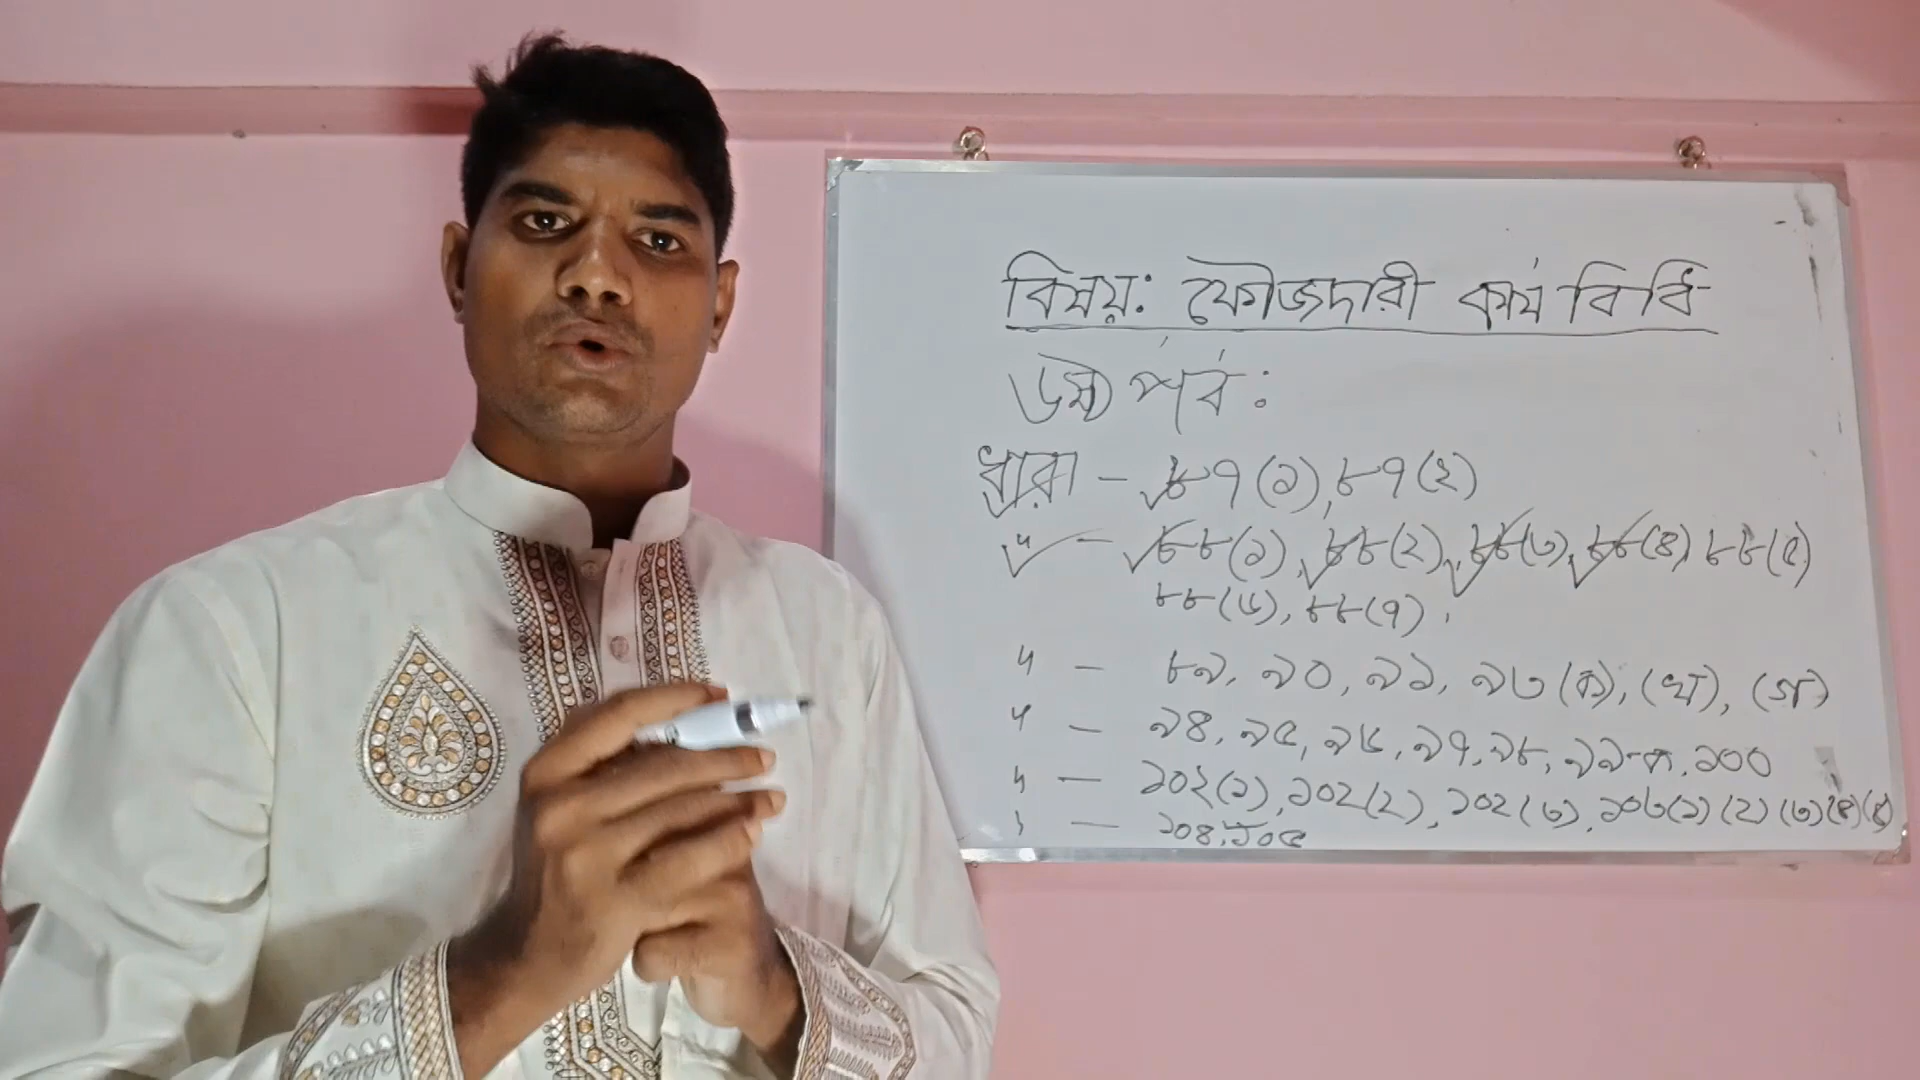 বিষয়: ফৌজদারী কার্য বিধি
৬ষ্ঠ পর্ব:
ধারা - ৮৭(১), ৮৭(২)
" - ৮৮(১), ৮৮(২), ৮৮(৩), ৮৮(৪) ৮৮(৫)
৮৮(৬), ৮৮(৭).
" - ৮৯, ৯০, ৯১, ৯৩(ক), (খ), (গ)
" - ৯৪, ৯৫, ৯৬, ৯৭, ৯৮, ৯৯-ক, ১০০
" - ১০২(১), ১০২(২), ১০২(৩), ১০৩(১)(২)(৩)(৪)(৫)
" - ১০৪, ১০৫